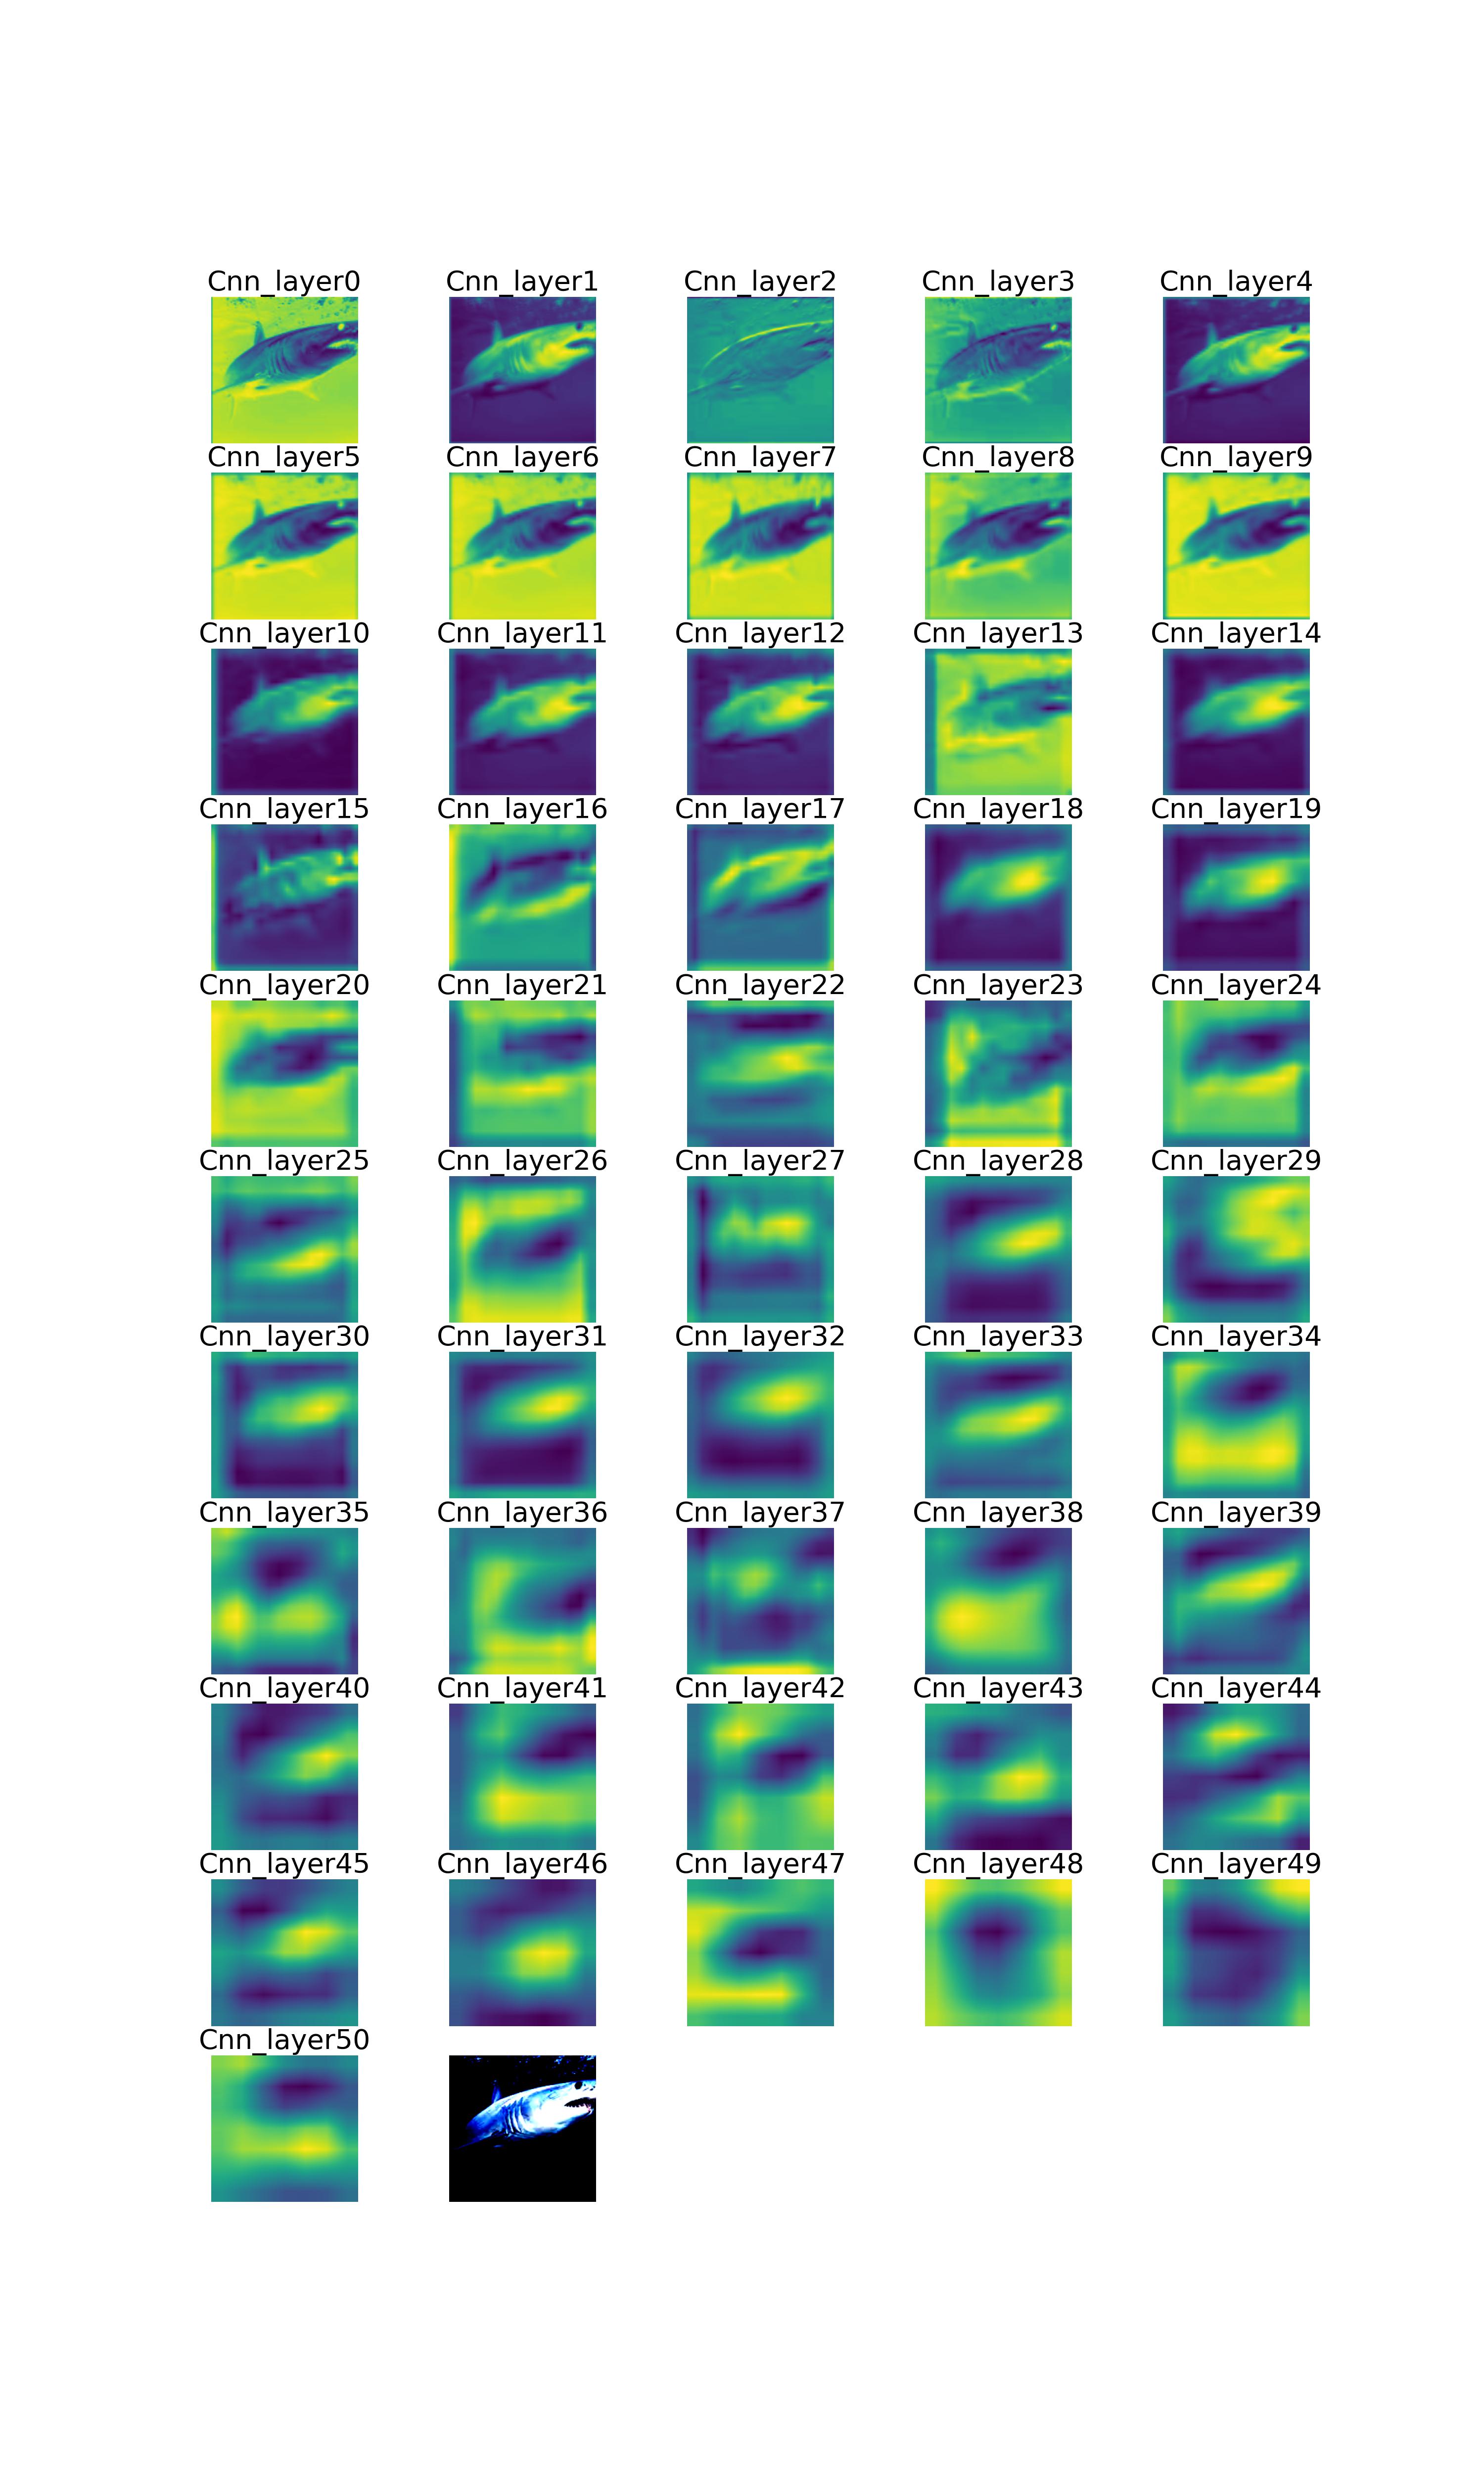 Cnn_layer0 Cnn_layer1 Cnn_layer2 Cnn_layer3 Cnn_layer4
Cnn_layer5 Cnn_layer6 Cnn_layer7 Cnn_layer8 Cnn_layer9
Cnn_layer10 Cnn_layer11 Cnn_layer12 Cnn_layer13 Cnn_layer14
Cnn_layer15 Cnn_layer16 Cnn_layer17 Cnn_layer18 Cnn_layer19
Cnn_layer20 Cnn_layer21 Cnn_layer22 Cnn_layer23 Cnn_layer24
Cnn_layer25 Cnn_layer26 Cnn_layer27 Cnn_layer28 Cnn_layer29
Cnn_layer30 Cnn_layer31 Cnn_layer32 Cnn_layer33 Cnn_layer34
Cnn_layer35 Cnn_layer36 Cnn_layer37 Cnn_layer38 Cnn_layer39
Cnn_layer40 Cnn_layer41 Cnn_layer42 Cnn_layer43 Cnn_layer44
Cnn_layer45 Cnn_layer46 Cnn_layer47 Cnn_layer48 Cnn_layer49
Cnn_layer50